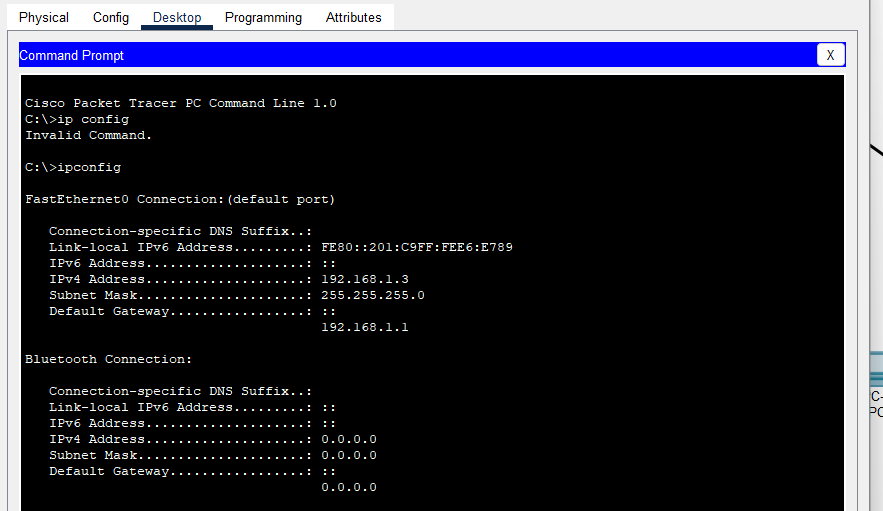 Physical Config Desktop Programming Attributes
Command Prompt X
Cisco Packet Tracer PC Command Line 1.0
C:\>ip config
Invalid Command.
C:\>ipconfig
FastEthernet0 Connection:(default port)
Connection-specific DNS Suffix..:
Link-local IPv6 Address.........: FE80::201:C9FF:FEE6:E789
IPv6 Address....................: ::
IPv4 Address....................: 192.168.1.3
Subnet Mask.....................: 255.255.255.0
Default Gateway.................: ::
192.168.1.1
Bluetooth Connection:
Connection-specific DNS Suffix..:
Link-local IPv6 Address.........: ::
IPv6 Address....................: ::
IPv4 Address....................: 0.0.0.0
Subnet Mask.....................: 0.0.0.0
Default Gateway.................: ::
0.0.0.0